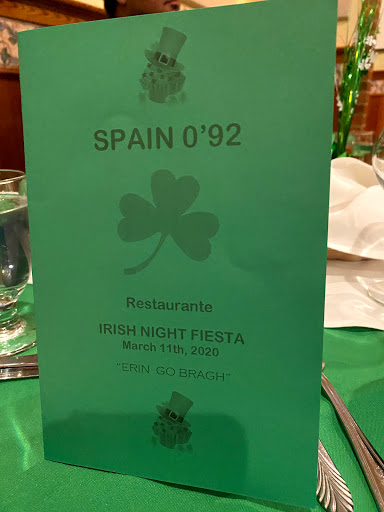 SPAIN O'92
Restaurante
IRISH NIGHT FIESTA
March 11th, 2020
"ERIN GO BRAGH"